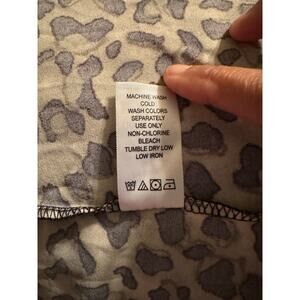 MACHINE WASH
COLD
WASH COLORS
SEPARATELY
USE ONLY
NON-CHLORINE
BLEACH
TUMBLE DRY LOW
LOW IRON